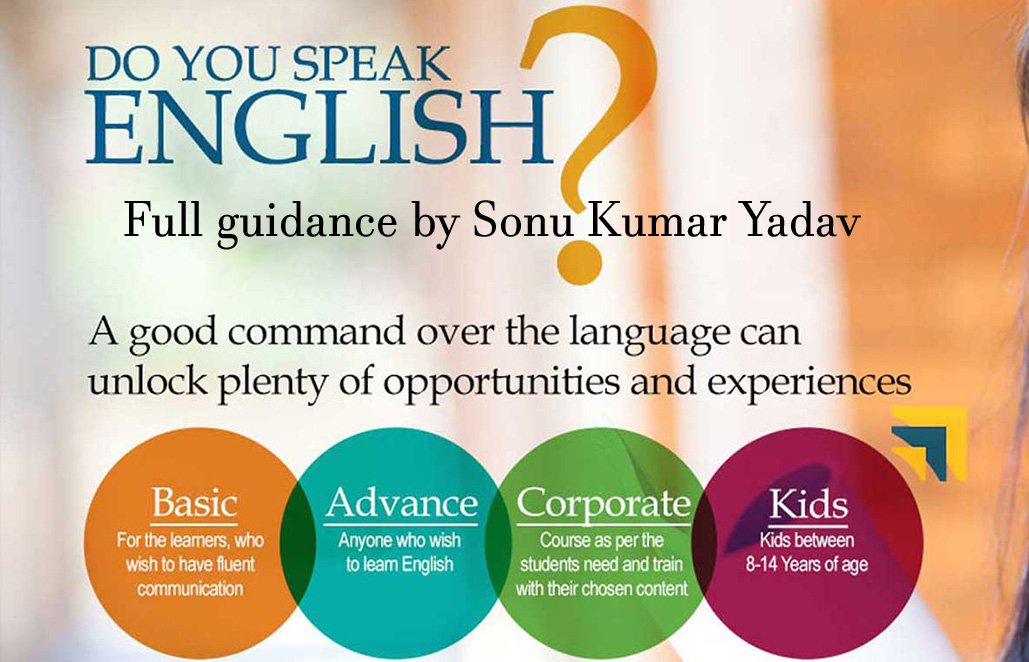 DO YOU SPEAK
ENGLISH?
Full guidance by Sonu Kumar Yadav
A good command over the language can
unlock plenty of opportunities and experiences
Basic
For the learners, who
wish to have fluent
communication
Advance
Anyone who wish
to learn English
Corporate
Course as per the
students need and train
with their chosen content
Kids
Kids between
8-14 Years of age